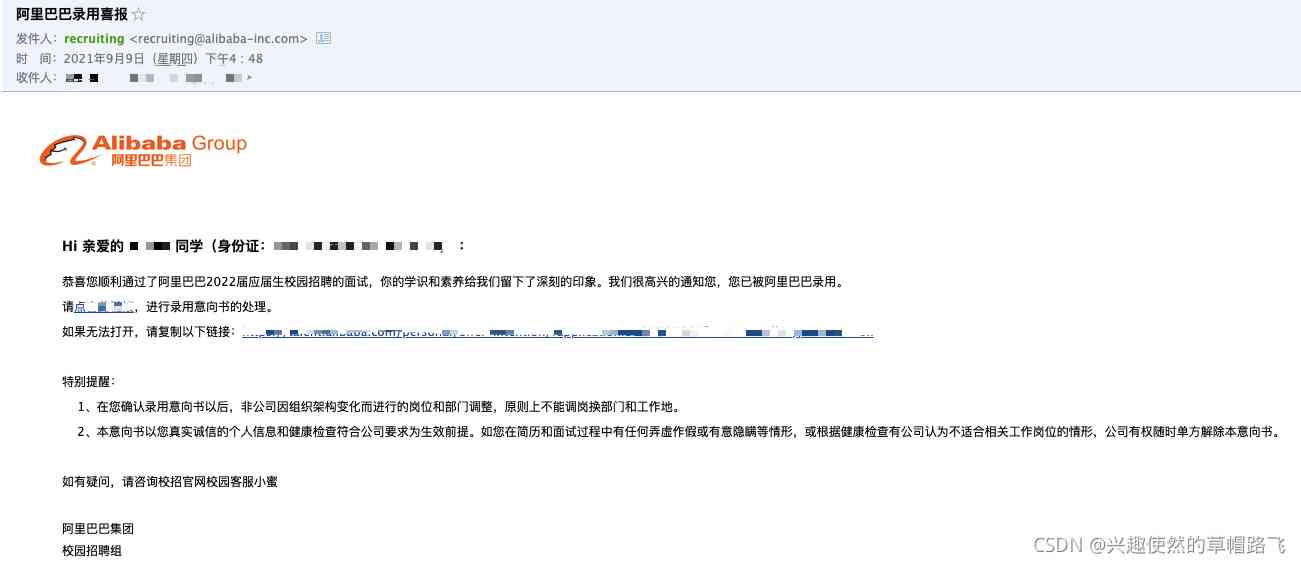 阿里巴巴录用喜报☆
发件人：recruiting <recruiting@alibaba-inc.com>
时 间：2021年9月9日（星期四）下午4：48
收件人：
Alibaba Group
阿里巴巴集团
Hi 亲爱的 同学（身份证： ：
恭喜您顺利通过了阿里巴巴2022届应届生校园招聘的面试，你的学识和素养给我们留下了深刻的印象。我们很高兴的通知您，您已被阿里巴巴录用。
请点，进行录用意向书的处理。
如果无法打开，请复制以下链接：
特别提醒：
1、在您确认录用意向书以后，非公司因组织架构变化而进行的岗位和部门调整，原则上不能调岗换部门和工作地。
2、本意向书以您真实诚信的个人信息和健康检查符合公司要求为生效前提。如您在简历和面试过程中有任何弄虚作假或有意隐瞒等情形，或根据健康检查有公司认为不适合相关工作岗位的情形，公司有权随时单方解除本意向书。
如有疑问，请咨询校招官网校园客服小蜜
阿里巴巴集团
校园招聘组
CSDN @兴趣使然的草帽路飞